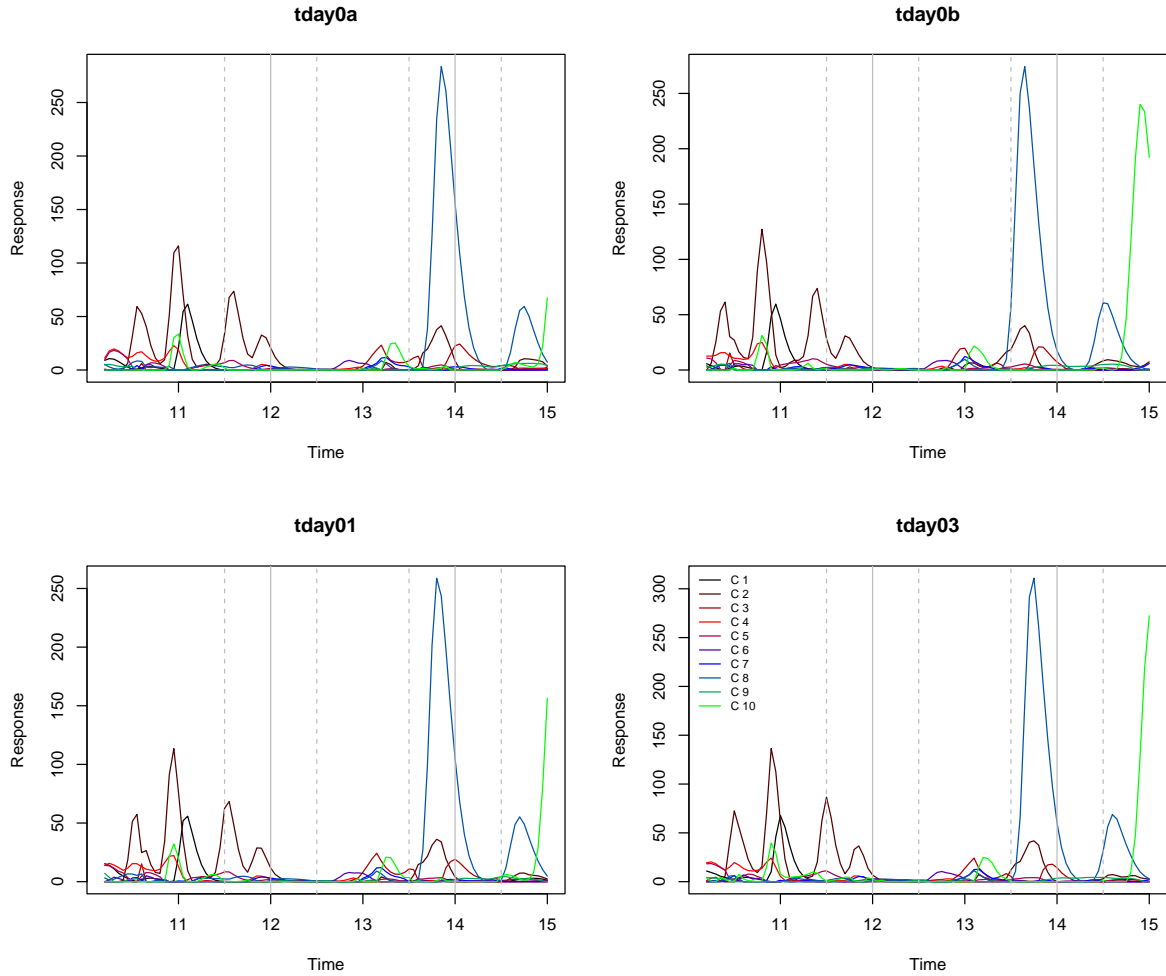 tday0a
Response
0 50 100 150 200 250
11 12 13 14 15
Time
tday0b
Response
0 50 100 150 200 250
11 12 13 14 15
Time
tday01
Response
0 50 100 150 200 250
11 12 13 14 15
Time
tday03
Response
0 50 100 150 200 250 300
C 1
C 2
C 3
C 4
C 5
C 6
C 7
C 8
C 9
C 10
11 12 13 14 15
Time